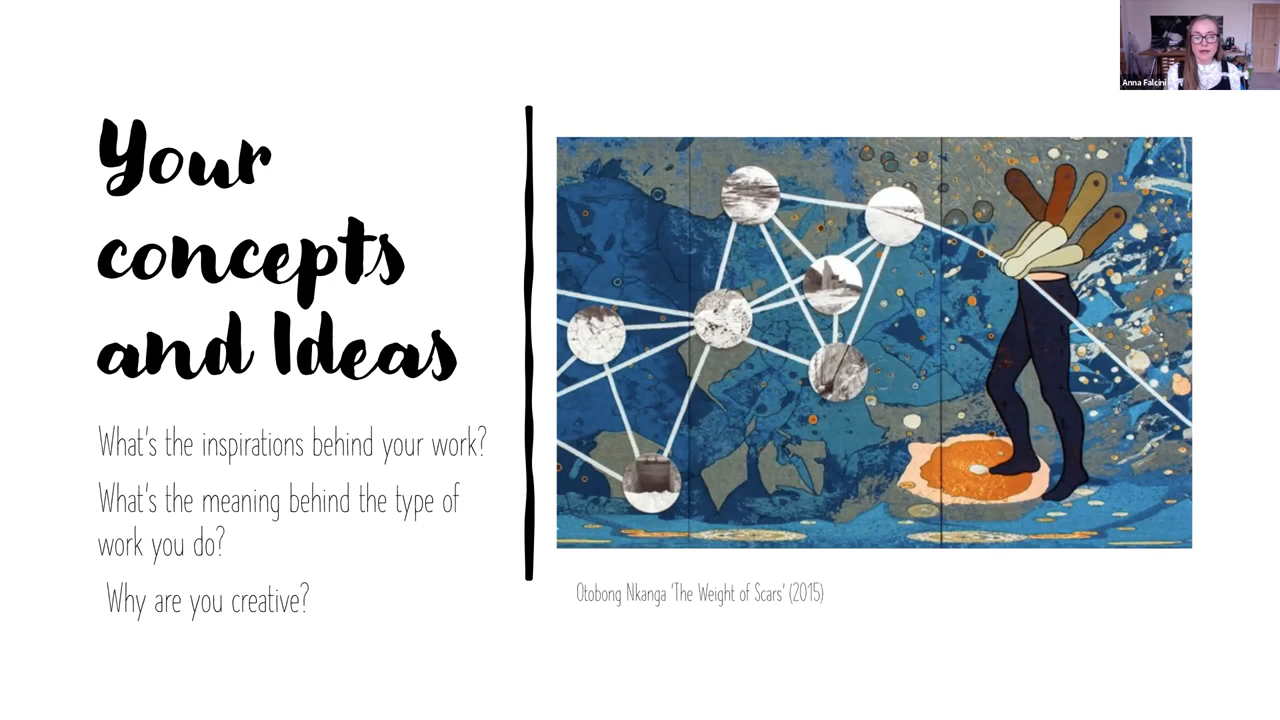 Your
concepts
and Ideas
What's the inspirations behind your work?
What's the meaning behind the type of
work you do?
Why are you creative?
Otobong Nkanga 'The Weight of Scars' (2015)
Anna Falcini